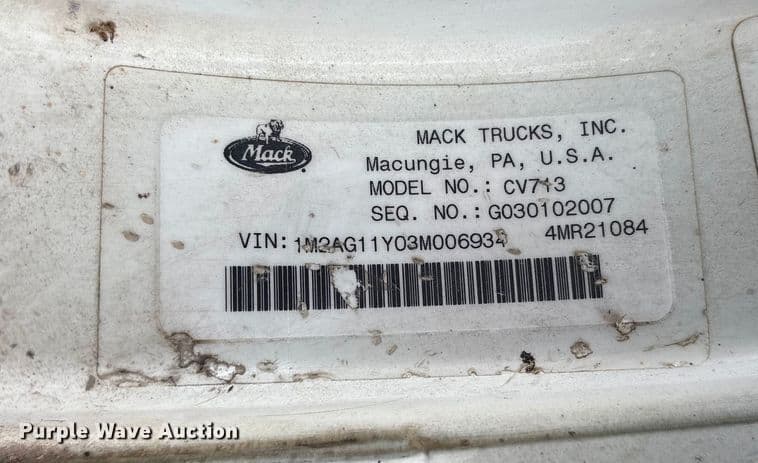 Mack
MACK TRUCKS, INC.
Macungie, PA, U.S.A.
MODEL NO.: CV713
SEQ. NO.: G030102007
VIN: 1M2AG11Y03M006934 4MR21084
Purple Wave Auction